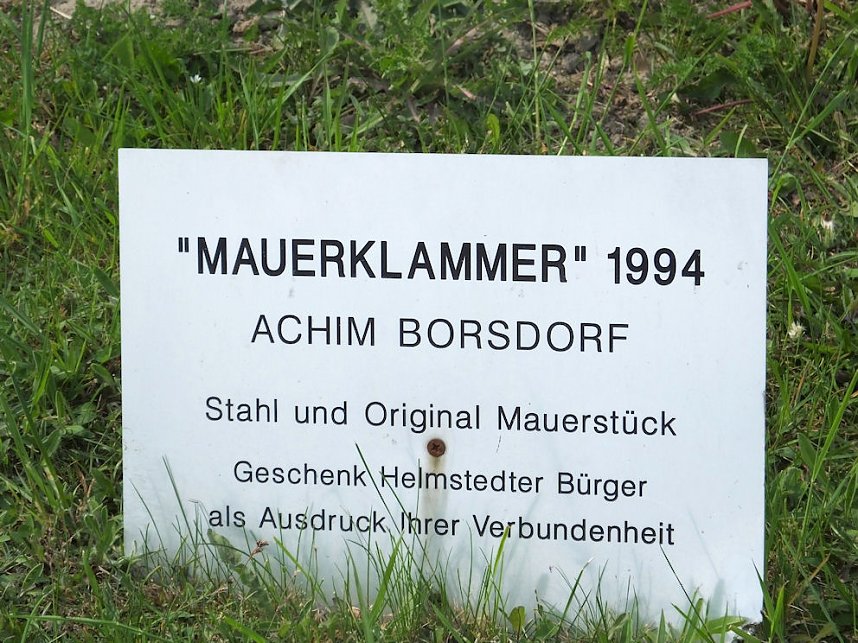 "MAUERKLAMMER" 1994
ACHIM BORSDORF
Stahl und Original Mauerstück
Geschenk Helmstedter Bürger
als Ausdruck Ihrer Verbundenheit